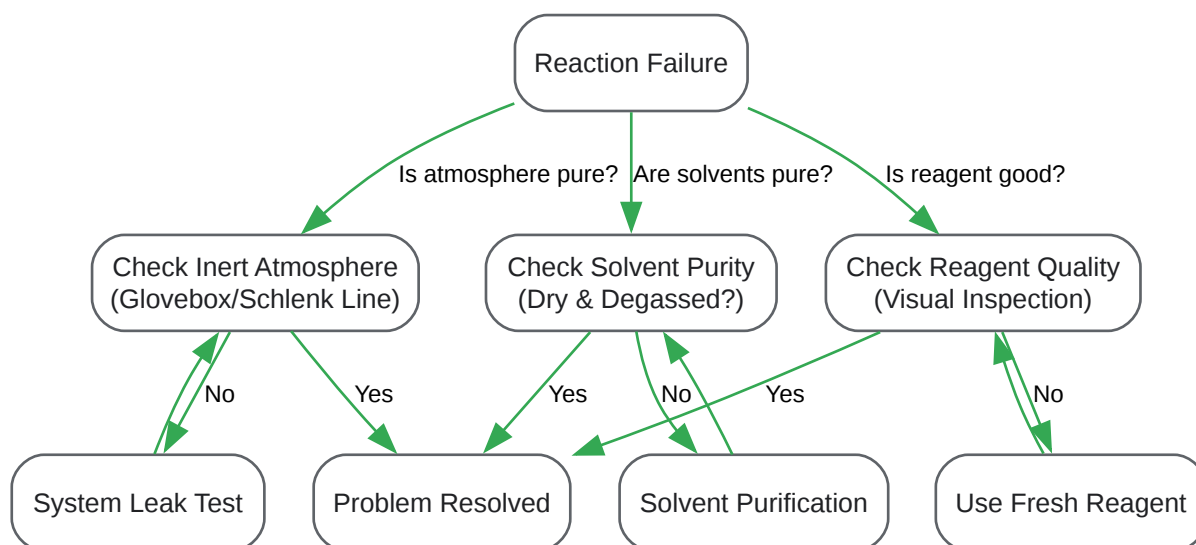 Reaction Failure
Is atmosphere pure?
Are solvents pure?
Is reagent good?
Check Inert Atmosphere
(Glovebox/Schlenk Line)
Check Solvent Purity
(Dry & Degassed?)
Check Reagent Quality
(Visual Inspection)
No
Yes
Yes
No
Yes
No
System Leak Test
Problem Resolved
Solvent Purification
Use Fresh Reagent